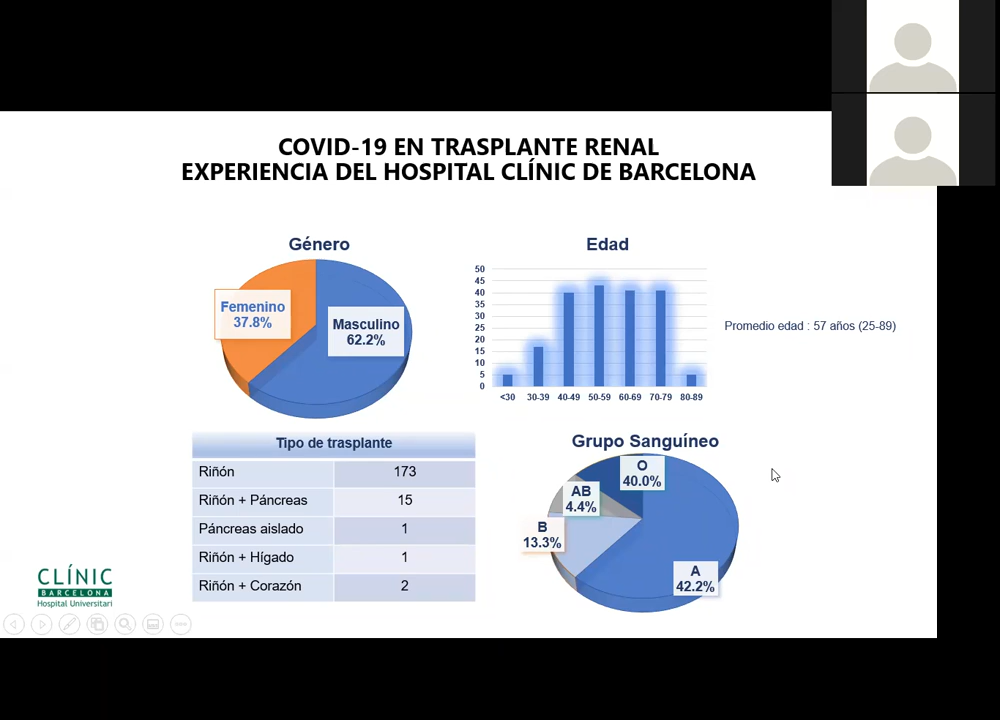 COVID-19 EN TRASPLANTE RENAL
EXPERIENCIA DEL HOSPITAL CLÍNIC DE BARCELONA
Género
Femenino
37.8%
Masculino
62.2%
Edad
50
45
40
35
30
25
20
15
10
5
0
<30 30-39 40-49 50-59 60-69 70-79 80-89
Promedio edad : 57 años (25-89)
Tipo de trasplante
Riñón 173
Riñón + Páncreas 15
Páncreas aislado 1
Riñón + Hígado 1
Riñón + Corazón 2
Grupo Sanguíneo
O
40.0%
AB
4.4%
B
13.3%
A
42.2%
CLÍNIC
BARCELONA
Hospital Universitari